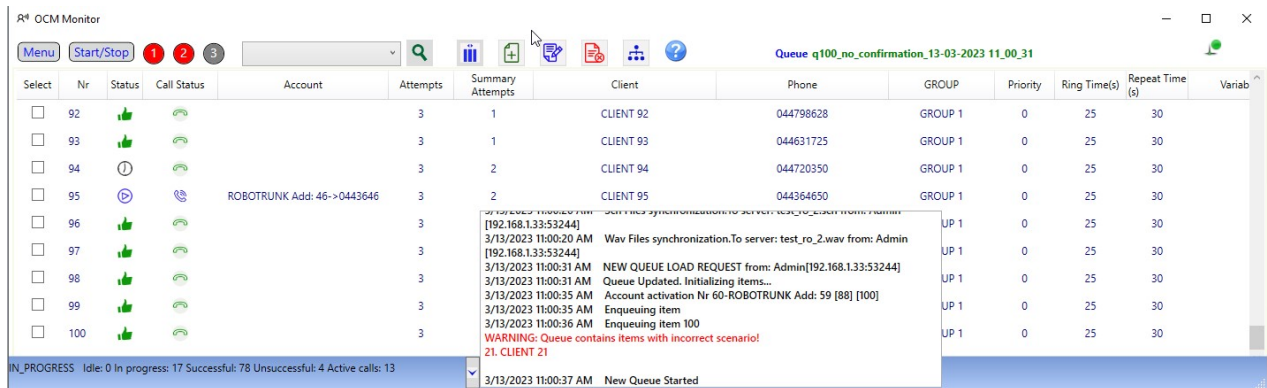 OCM Monitor
Menu Start/Stop 1 2 3 Queue q100_no_confirmation_13-03-2023 11_00_31
Select Nr Status Call Status Account Attempts Summary Attempts Client Phone GROUP Priority Ring Time(s) Repeat Time (s) Variab
92 3 1 CLIENT 92 044798628 GROUP 1 0 25 30
93 3 1 CLIENT 93 044631725 GROUP 1 0 25 30
94 3 2 CLIENT 94 044720350 GROUP 1 0 25 30
95 ROBOTRUNK Add: 46->0443646 3 2 CLIENT 95 044364650 GROUP 1 0 25 30
96 3 UP 1 0 25 30
97 3 UP 1 0 25 30
98 3 UP 1 0 25 30
99 3 UP 1 0 25 30
100 3 UP 1 0 25 30
[192.168.1.33:53244]
3/13/2023 11:00:20 AM Wav Files synchronization.To server: test_ro_2.wav from: Admin
[192.168.1.33:53244]
3/13/2023 11:00:31 AM NEW QUEUE LOAD REQUEST from: Admin[192.168.1.33:53244]
3/13/2023 11:00:31 AM Queue Updated. Initializing items...
3/13/2023 11:00:35 AM Account activation Nr 60-ROBOTRUNK Add: 59 [88] [100]
3/13/2023 11:00:35 AM Enqueuing item
3/13/2023 11:00:36 AM Enqueuing item 100
WARNING: Queue contains items with incorrect scenario!
21. CLIENT 21
3/13/2023 11:00:37 AM New Queue Started
IN_PROGRESS Idle: 0 In progress: 17 Successful: 78 Unsuccessful: 4 Active calls: 13